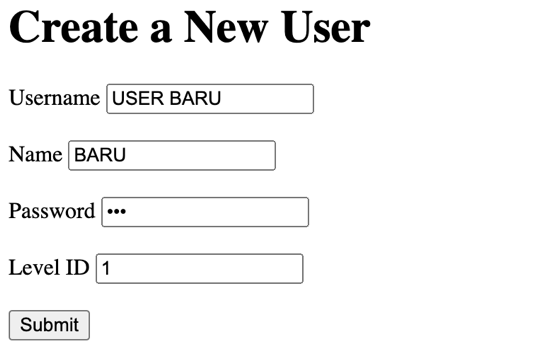 Create a New User
Username USER BARU
Name BARU
Password •••
Level ID 1
Submit